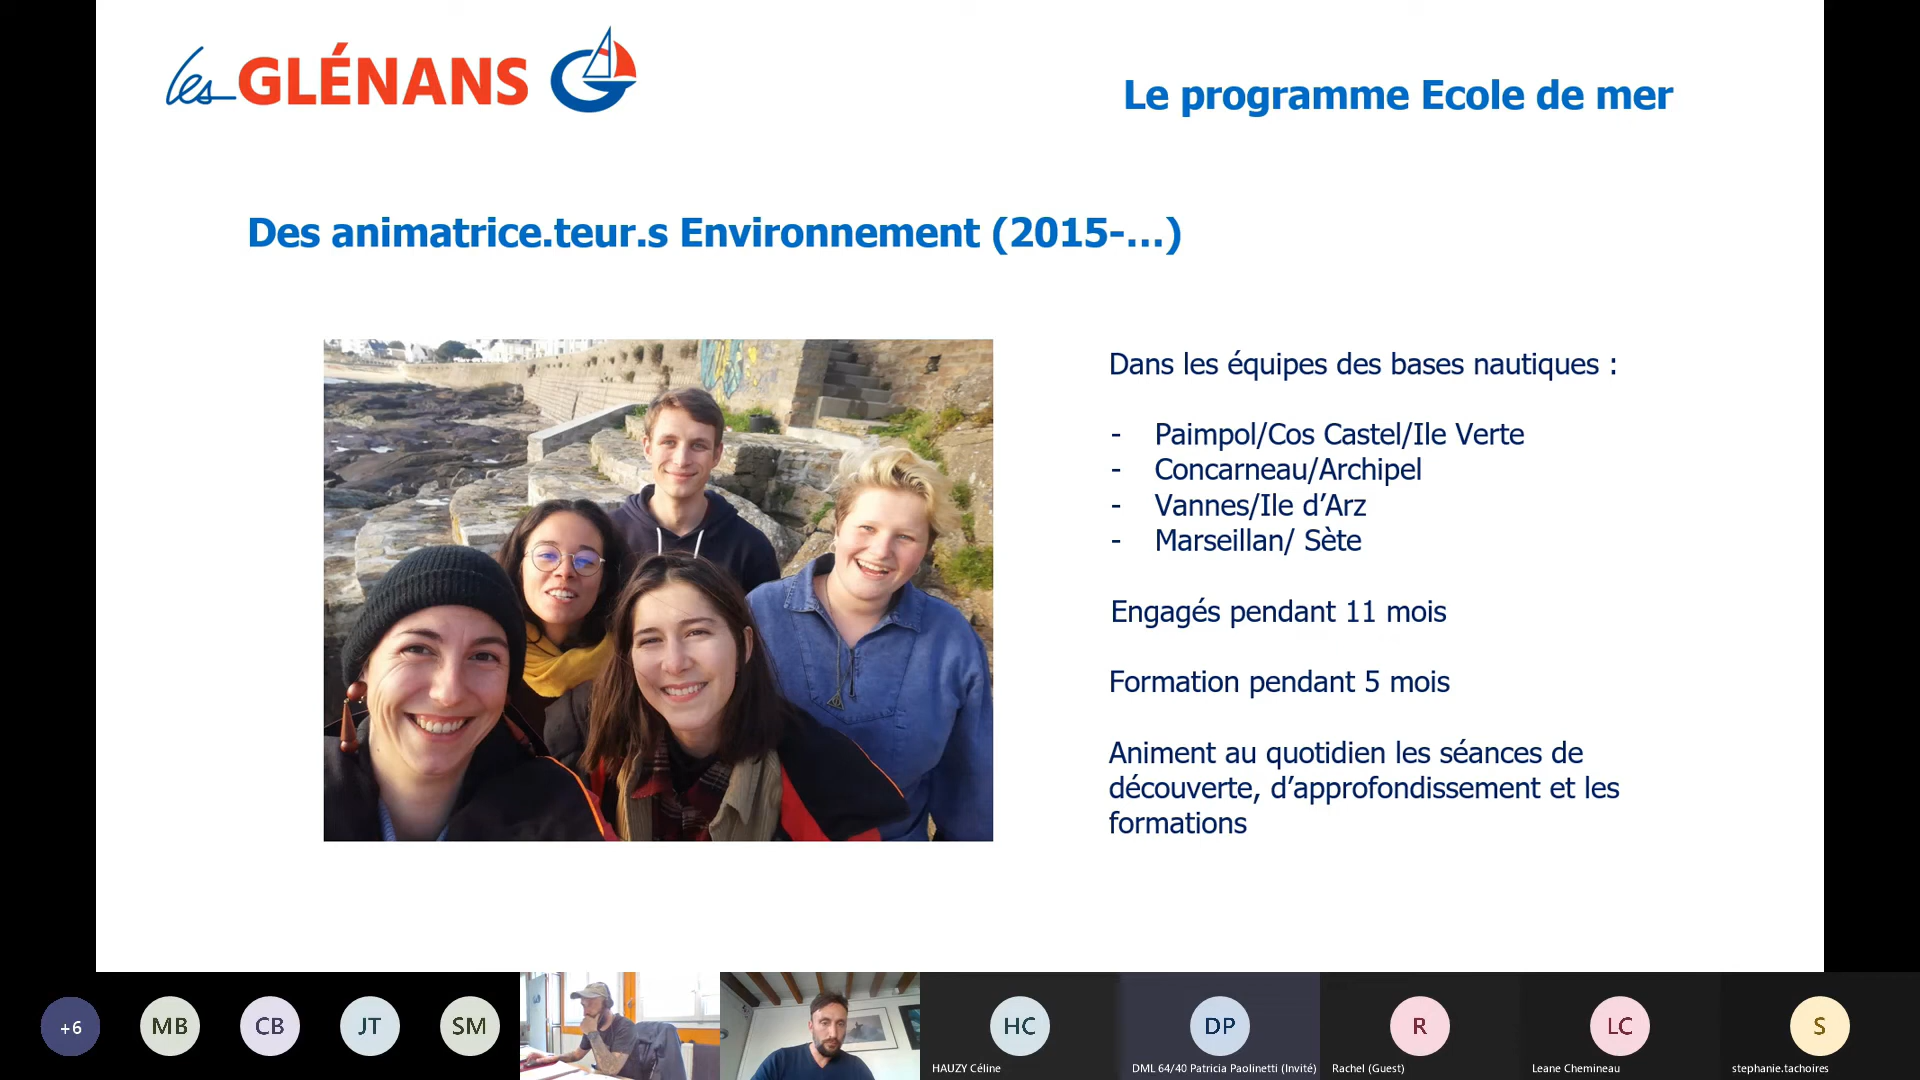 les GLÉNANS
Le programme Ecole de mer
Des animatrice.teur.s Environnement (2015-...)
Dans les équipes des bases nautiques :
- Paimpol/Cos Castel/Ile Verte
- Concarneau/Archipel
- Vannes/Ile d’Arz
- Marseillan/ Sète
Engagés pendant 11 mois
Formation pendant 5 mois
Animent au quotidien les séances de
découverte, d’approfondissement et les
formations
+6
MB
CB
JT
SM
HC
HAUZY Céline
DP
DML 64/40 Patricia Paolinetti (Invité)
R
Rachel (Guest)
LC
Leane Chemineau
S
stephanie.tachoires